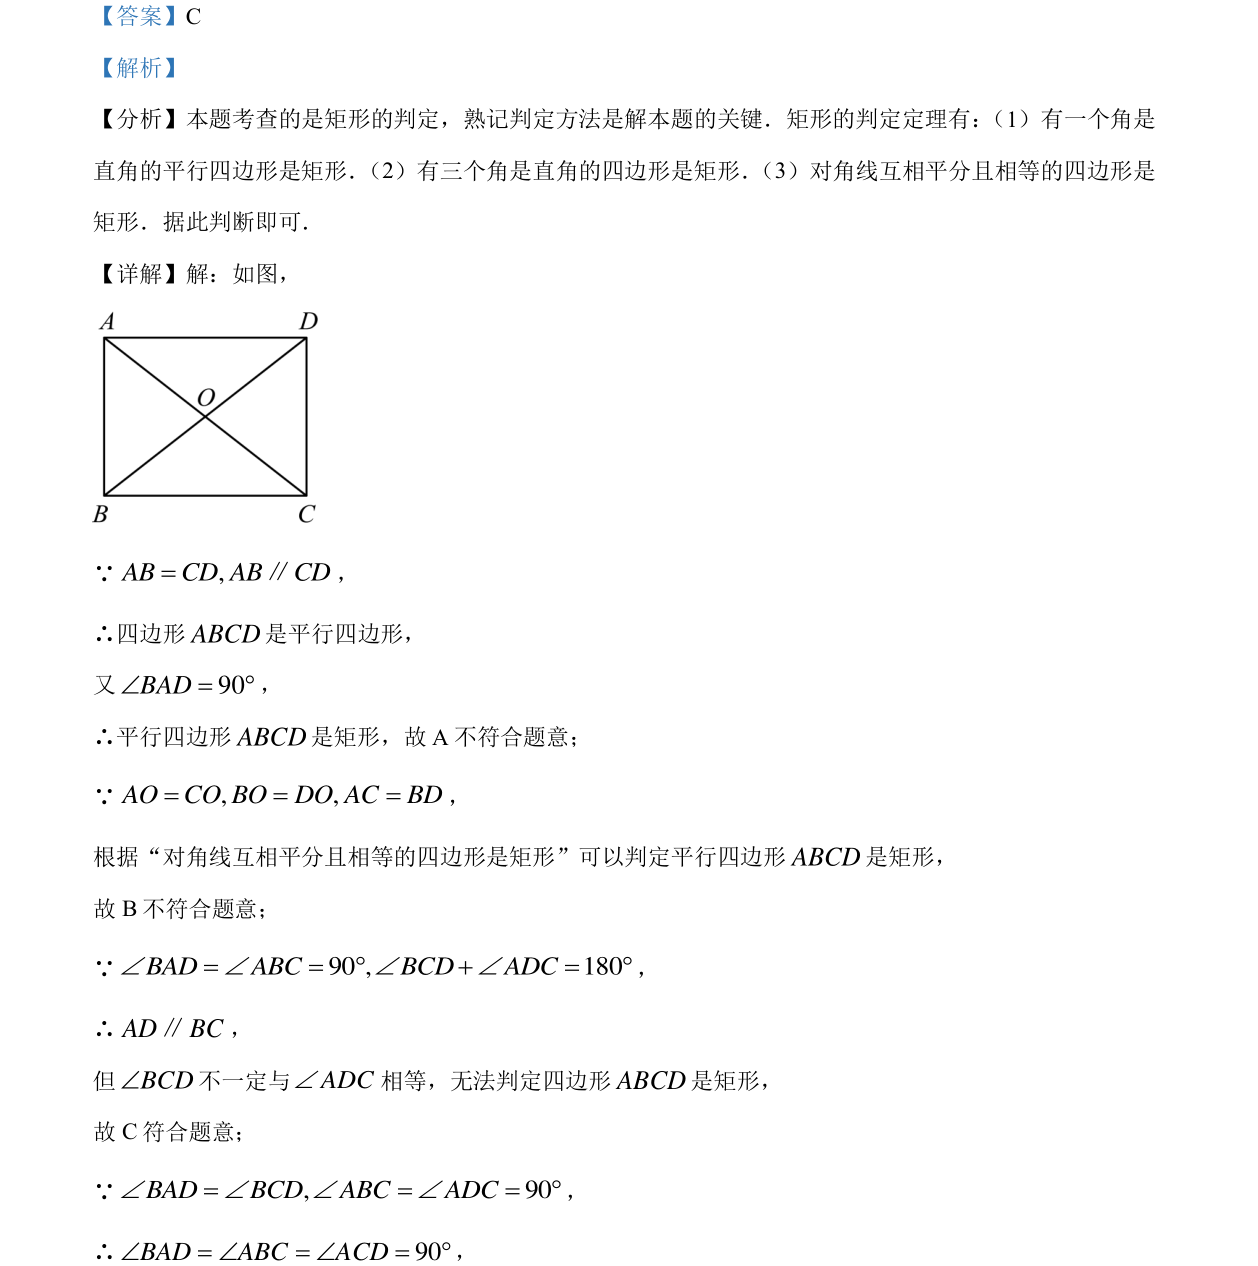 【答案】C
【解析】
【分析】本题考查的是矩形的判定，熟记判定方法是解本题的关键．矩形的判定定理有：（1）有一个角是
直角的平行四边形是矩形．（2）有三个角是直角的四边形是矩形．（3）对角线互相平分且相等的四边形是
矩形．据此判断即可．
【详解】解：如图，
A D
O
B C
∵ AB = CD, AB // CD，
∴四边形 ABCD 是平行四边形，
又∠BAD = 90°，
∴平行四边形 ABCD 是矩形，故 A 不符合题意；
∵ AO = CO, BO = DO, AC = BD，
根据“对角线互相平分且相等的四边形是矩形”可以判定平行四边形 ABCD 是矩形，
故 B 不符合题意；
∵ ∠BAD = ∠ABC = 90°, ∠BCD + ∠ADC = 180°，
∴ AD // BC，
但∠BCD 不一定与∠ADC 相等，无法判定四边形 ABCD 是矩形，
故 C 符合题意；
∵ ∠BAD = ∠BCD, ∠ABC = ∠ADC = 90°，
∴ ∠BAD = ∠ABC = ∠ACD = 90°，